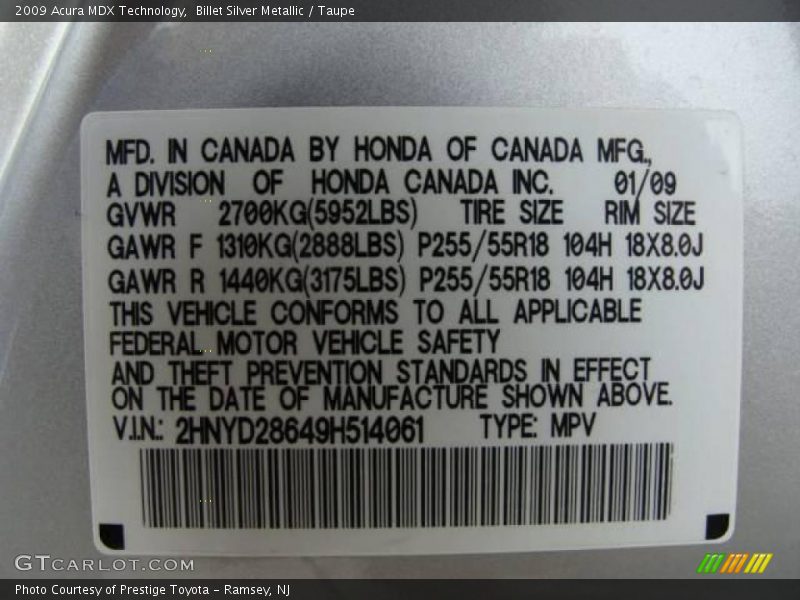 2009 Acura MDX Technology,  Billet Silver Metallic / Taupe
MFD. IN CANADA BY HONDA OF CANADA MFG.,
A DIVISION OF HONDA CANADA INC. 01/09
GVWR 2700KG(5952LBS) TIRE SIZE RIM SIZE
GAWR F 1310KG(2888LBS) P255/55R18 104H 18X8.0J
GAWR R 1440KG(3175LBS) P255/55R18 104H 18X8.0J
THIS VEHICLE CONFORMS TO ALL APPLICABLE
FEDERAL MOTOR VEHICLE SAFETY
AND THEFT PREVENTION STANDARDS IN EFFECT
ON THE DATE OF MANUFACTURE SHOWN ABOVE.
V.I.N.: 2HNYD28649H514061 TYPE: MPV
GTCARLOT.COM
Photo Courtesy of Prestige Toyota - Ramsey, NJ